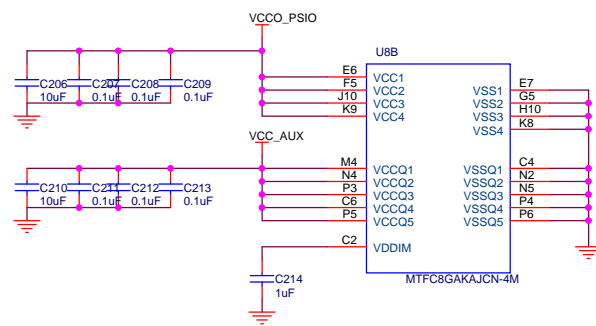 VCCO_PSIO
U8B
C206
10uF
C207
0.1uF
C208
0.1uF
C209
0.1uF
E6
F5
J10
K9
VCC1
VCC2
VCC3
VCC4
VSS1
VSS2
VSS3
VSS4
E7
G5
H10
K8
VCC_AUX
C210
10uF
C211
0.1uF
C212
0.1uF
C213
0.1uF
M4
N4
P3
C6
P5
VCCQ1
VCCQ2
VCCQ3
VCCQ4
VCCQ5
VSSQ1
VSSQ2
VSSQ3
VSSQ4
VSSQ5
C4
N2
N5
P4
P6
C2
VDDIM
C214
1uF
MTFC8GAKAJCN-4M